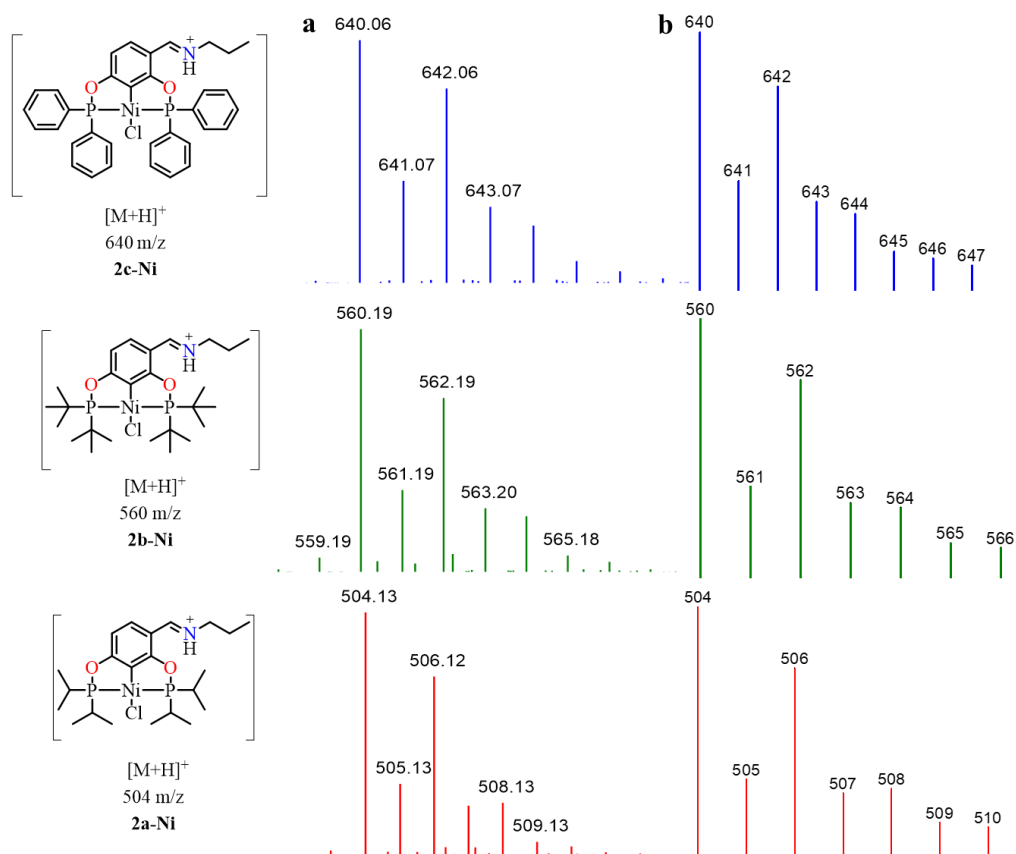 a
b
+
N
H
O
O
P
Ni
P
Cl
[M+H]+
640 m/z
2c-Ni
640.06
642.06
641.07
643.07
640
642
641
643
644
645
646
647
+
N
H
O
O
P
Ni
P
Cl
[M+H]+
560 m/z
2b-Ni
560.19
562.19
561.19
563.20
559.19
565.18
560
562
561
563
564
565
566
+
N
H
O
O
P
Ni
P
Cl
[M+H]+
504 m/z
2a-Ni
504.13
506.12
505.13
508.13
509.13
504
506
505
507
508
509
510